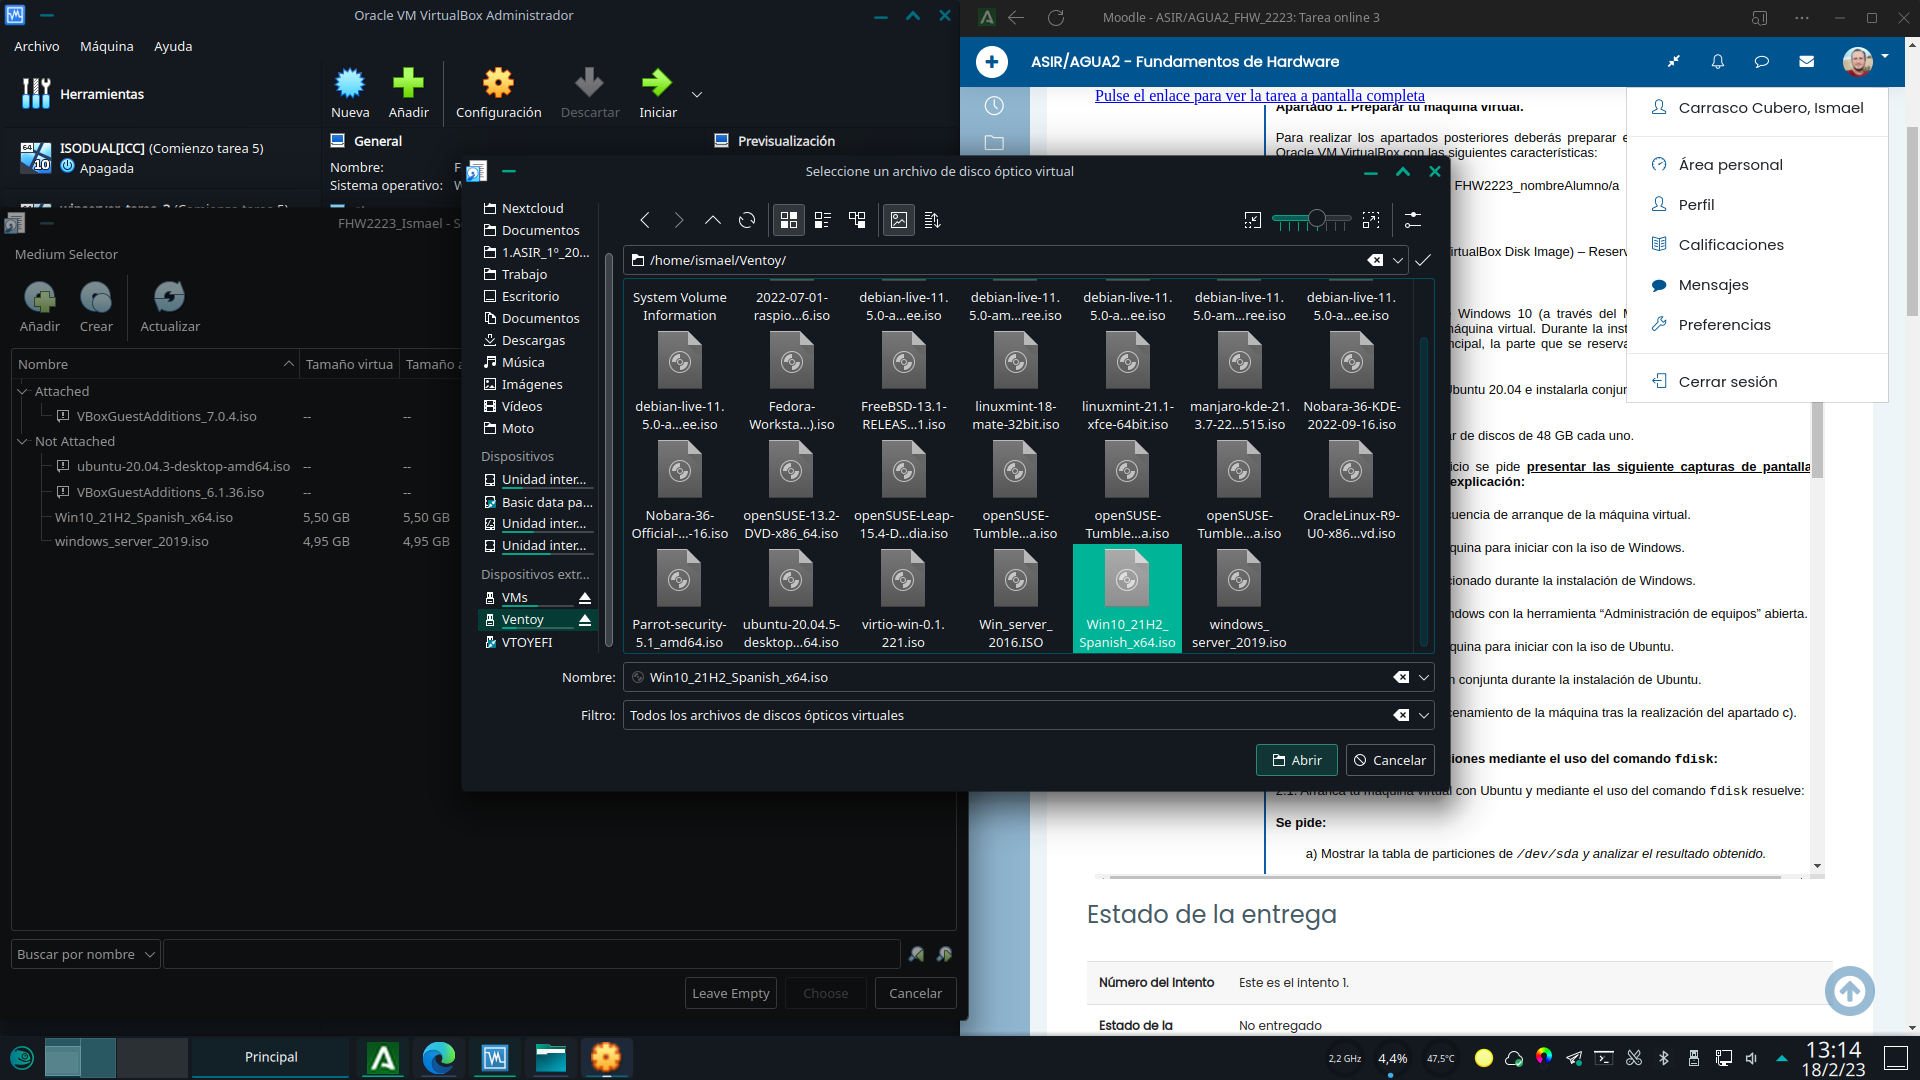 Oracle VM VirtualBox Administrador
Archivo Máquina Ayuda
Herramientas
Nueva Añadir Configuración Descartar Iniciar
ISODUAL[ICC] (Comienzo tarea 5)
Apagada
General
Previsualización
Nombre:
Sistema operativo:
FHW2223_Ismael - S
Medium Selector
Añadir Crear Actualizar
Nombre Tamaño virtua Tamaño a
Attached
VBoxGuestAdditions_7.0.4.iso -- --
Not Attached
ubuntu-20.04.3-desktop-amd64.iso -- --
VBoxGuestAdditions_6.1.36.iso -- --
Win10_21H2_Spanish_x64.iso 5,50 GB 5,50 GB
windows_server_2019.iso 4,95 GB 4,95 GB
Buscar por nombre
Leave Empty Choose Cancelar
Seleccione un archivo de disco óptico virtual
Nextcloud
Documentos
1.ASIR_1º_20...
Trabajo
Escritorio
Documentos
Descargas
Música
Imágenes
Vídeos
Moto
Dispositivos
Unidad inter...
Basic data pa...
Unidad inter...
Unidad inter...
Dispositivos extr...
VMs
Ventoy
VTOYEFI
/home/ismael/Ventoy/
System Volume Information
2022-07-01-raspio...6.iso
debian-live-11.5.0-a...ee.iso
debian-live-11.5.0-am...ree.iso
debian-live-11.5.0-a...ee.iso
debian-live-11.5.0-am...ree.iso
debian-live-11.5.0-a...ee.iso
debian-live-11.5.0-a...ee.iso
Fedora-Worksta...).iso
FreeBSD-13.1-RELEAS...1.iso
linuxmint-18-mate-32bit.iso
linuxmint-21.1-xfce-64bit.iso
manjaro-kde-21.3.7-22...515.iso
Nobara-36-KDE-2022-09-16.iso
Nobara-36-Official-...-16.iso
openSUSE-13.2-DVD-x86_64.iso
openSUSE-Leap-15.4-D...dia.iso
openSUSE-Tumble...a.iso
openSUSE-Tumble...a.iso
openSUSE-Tumble...a.iso
OracleLinux-R9-U0-x86...vd.iso
Parrot-security-5.1_amd64.iso
ubuntu-20.04.5-desktop...64.iso
virtio-win-0.1.221.iso
Win_server_2016.ISO
Win10_21H2_Spanish_x64.iso
windows_server_2019.iso
Nombre: Win10_21H2_Spanish_x64.iso
Filtro: Todos los archivos de discos ópticos virtuales
Abrir Cancelar
Moodle - ASIR/AGUA2_FHW_2223: Tarea online 3
ASIR/AGUA2 - Fundamentos de Hardware
Pulse el enlace para ver la tarea a pantalla completa
Apartado 1. Preparar tu máquina virtual.
Para realizar los apartados posteriores deberás preparar e
Oracle VM VirtualBox con las siguientes características:
FHW2223_nombreAlumno/a
irtualBox Disk Image) – Reserv
Windows 10 (a través del M
máquina virtual. Durante la inst
ncipal, la parte que se reserva
Ubuntu 20.04 e instalarla conjun
ar de discos de 48 GB cada uno.
icio se pide presentar las siguiente capturas de pantalla
explicación:
cuencia de arranque de la máquina virtual.
quina para iniciar con la iso de Windows.
cionado durante la instalación de Windows.
ndows con la herramienta “Administración de equipos” abierta.
quina para iniciar con la iso de Ubuntu.
n conjunta durante la instalación de Ubuntu.
cenamiento de la máquina tras la realización del apartado c).
iones mediante el uso del comando fdisk:
2.1. Arranca tu máquina virtual con Ubuntu y mediante el uso del comando fdisk resuelve:
Se pide:
a) Mostrar la tabla de particiones de /dev/sda y analizar el resultado obtenido.
Carrasco Cubero, Ismael
Área personal
Perfil
Calificaciones
Mensajes
Preferencias
Cerrar sesión
Estado de la entrega
Número del Intento Este es el intento 1.
Estado de la No entregado
Principal
2,2 GHz 4,4% 47,5°C
13:14
18/2/23